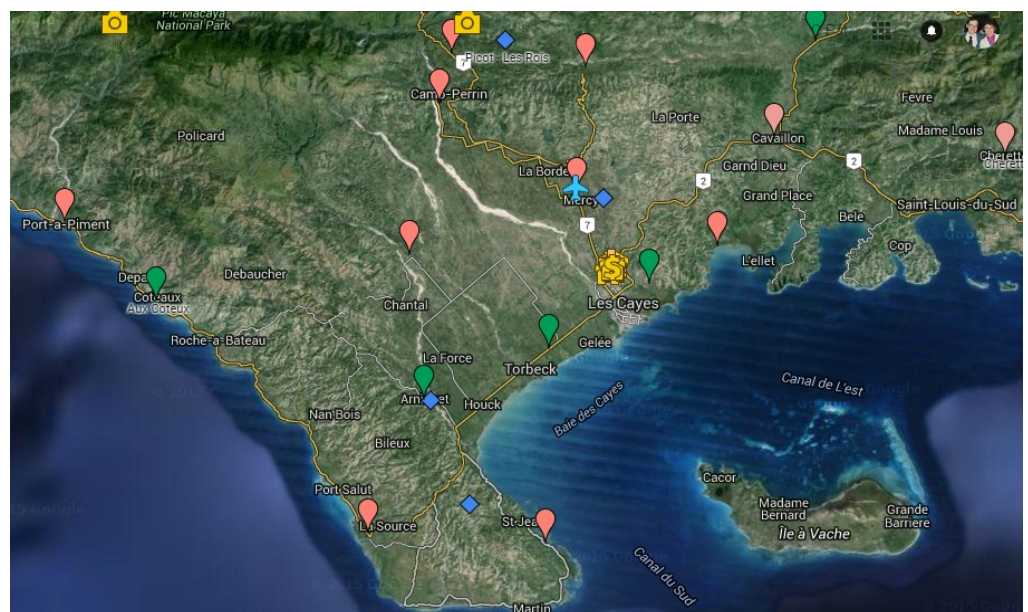 Pic Macaya
National Park
Picot - Les Rois
7
Camp-Perrin
Fevre
La Porte
Policard
Cavaillon
Madame Louis
Cherette
Cherette
La Borde
Garnd Dieu
2
2
Mercy
Grand Place
Saint-Louis-du-Sud
Port-à-Piment
7
Bele
Cop
L'ellet
Debaucher
Coteaux
Aux Coteux
Chantal
$
Les Cayes
Roche-à-Bateau
Gelée
La Force
Torbeck
Canal de L'est
Houck
Nan Bois
Baie des Cayes
Bileux
Port Salut
Cacor
Madame
Bernard
Grande
Barriere
La Source
St-Jean
Île à Vache
Canal du Sud
Martin